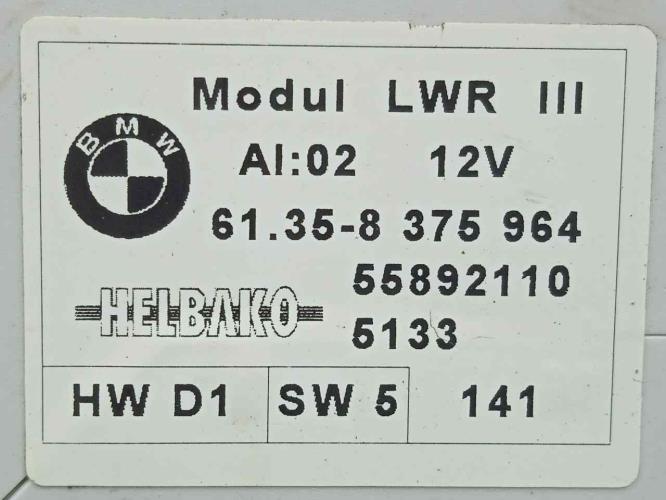 Modul LWR III
BMW
AI:02 12V
61.35-8 375 964
55892110
HELBAKO
5133
HW D1 SW 5 141